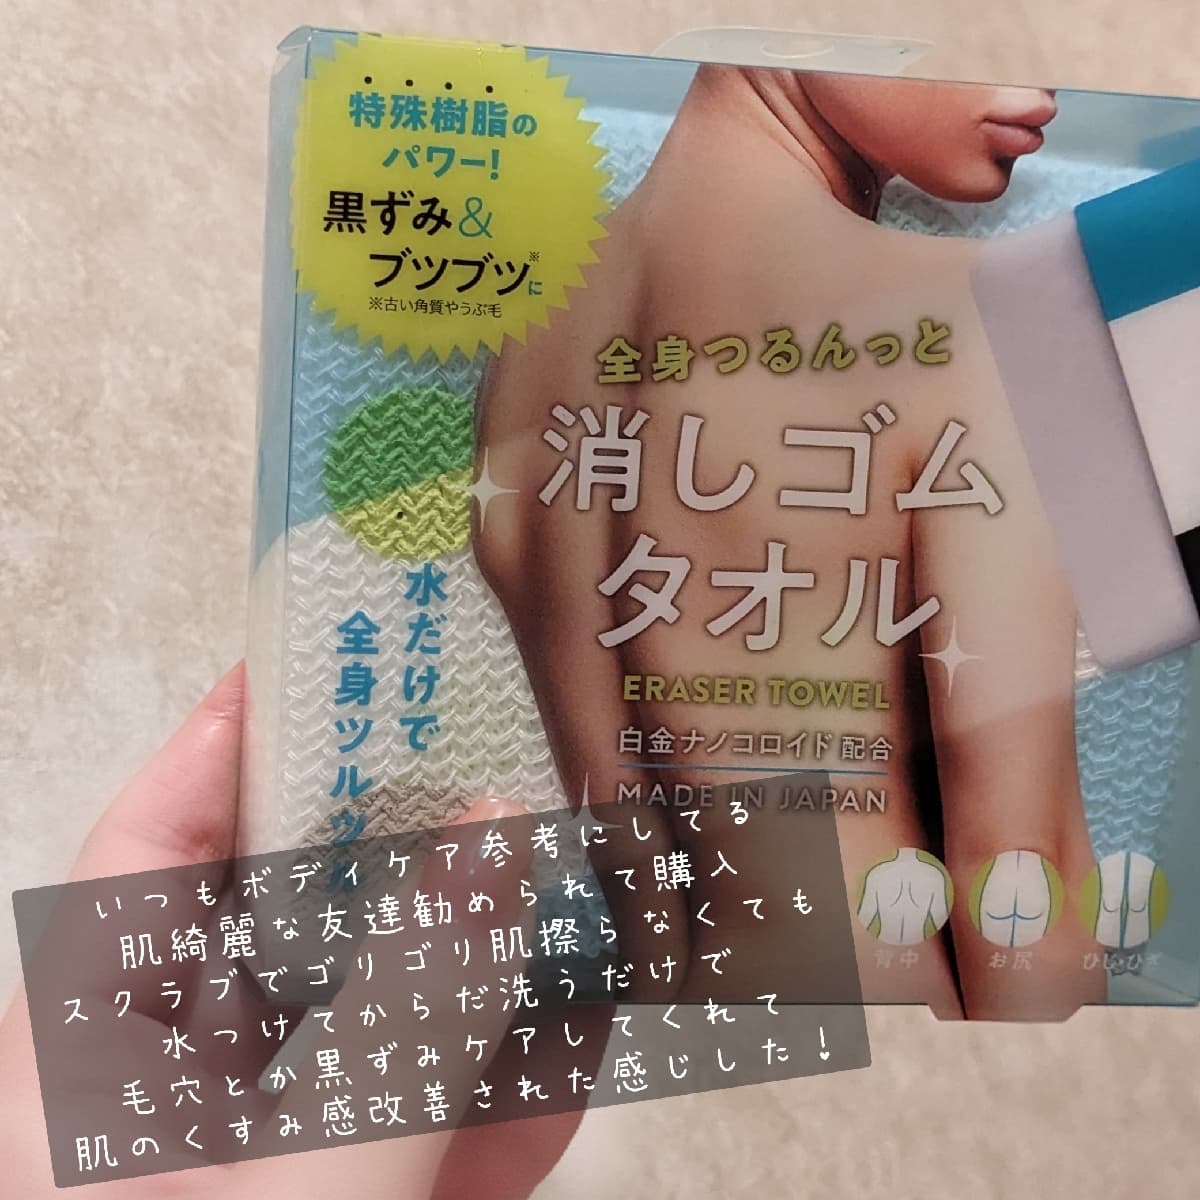 特殊樹脂の
パワー!
黒ずみ&
ブツブツ※に
※古い角質やうぶ毛
全身つるんっと
消しゴム
タオル
ERASER TOWEL
白金ナノコロイド配合
MADE IN JAPAN
水だけで
全身ツルツル
背中
お尻
ひじ・ひざ
いつもボディケア参考にしてる
肌綺麗な友達勧められて購入
スクラブでゴリゴリ肌擦らなくても
水つけてからだ洗うだけで
毛穴とか黒ずみケアしてくれて
肌のくすみ感改善された感じした!